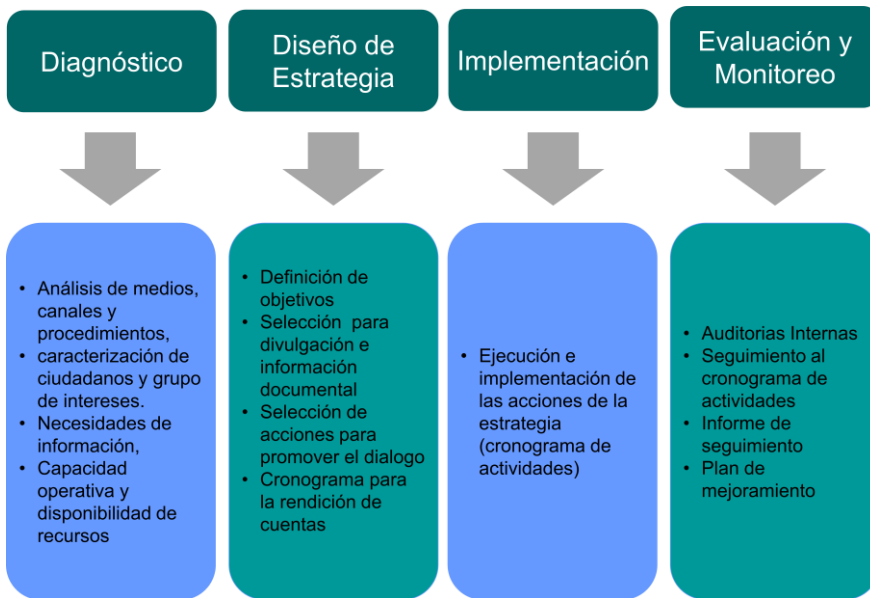 Diagnóstico
Diseño de
Estrategia
Implementación
Evaluación y
Monitoreo
• Análisis de medios,
canales y
procedimientos,
• caracterización de
ciudadanos y grupo
de intereses.
• Necesidades de
información,
• Capacidad
operativa y
disponibilidad de
recursos
• Definición de
objetivos
• Selección para
divulgación e
información
documental
• Selección de
acciones para
promover el dialogo
• Cronograma para
la rendición de
cuentas
• Ejecución e
implementación de
las acciones de la
estrategia
(cronograma de
actividades)
• Auditorias Internas
• Seguimiento al
cronograma de
actividades
• Informe de
seguimiento
• Plan de
mejoramiento